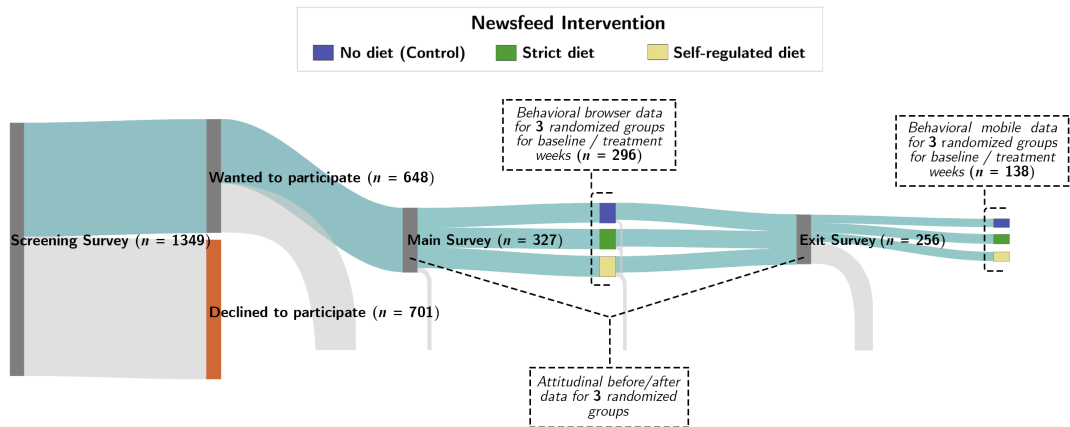 Newsfeed Intervention
No diet (Control)
Strict diet
Self-regulated diet
Behavioral browser data
for 3 randomized groups
for baseline / treatment
weeks (n = 296)
Behavioral mobile data
for 3 randomized groups
for baseline / treatment
weeks (n = 138)
Wanted to participate (n = 648)
Screening Survey (n = 1349)
Main Survey (n = 327)
Exit Survey (n = 256)
Declined to participate (n = 701)
Attitudinal before/after
data for 3 randomized
groups